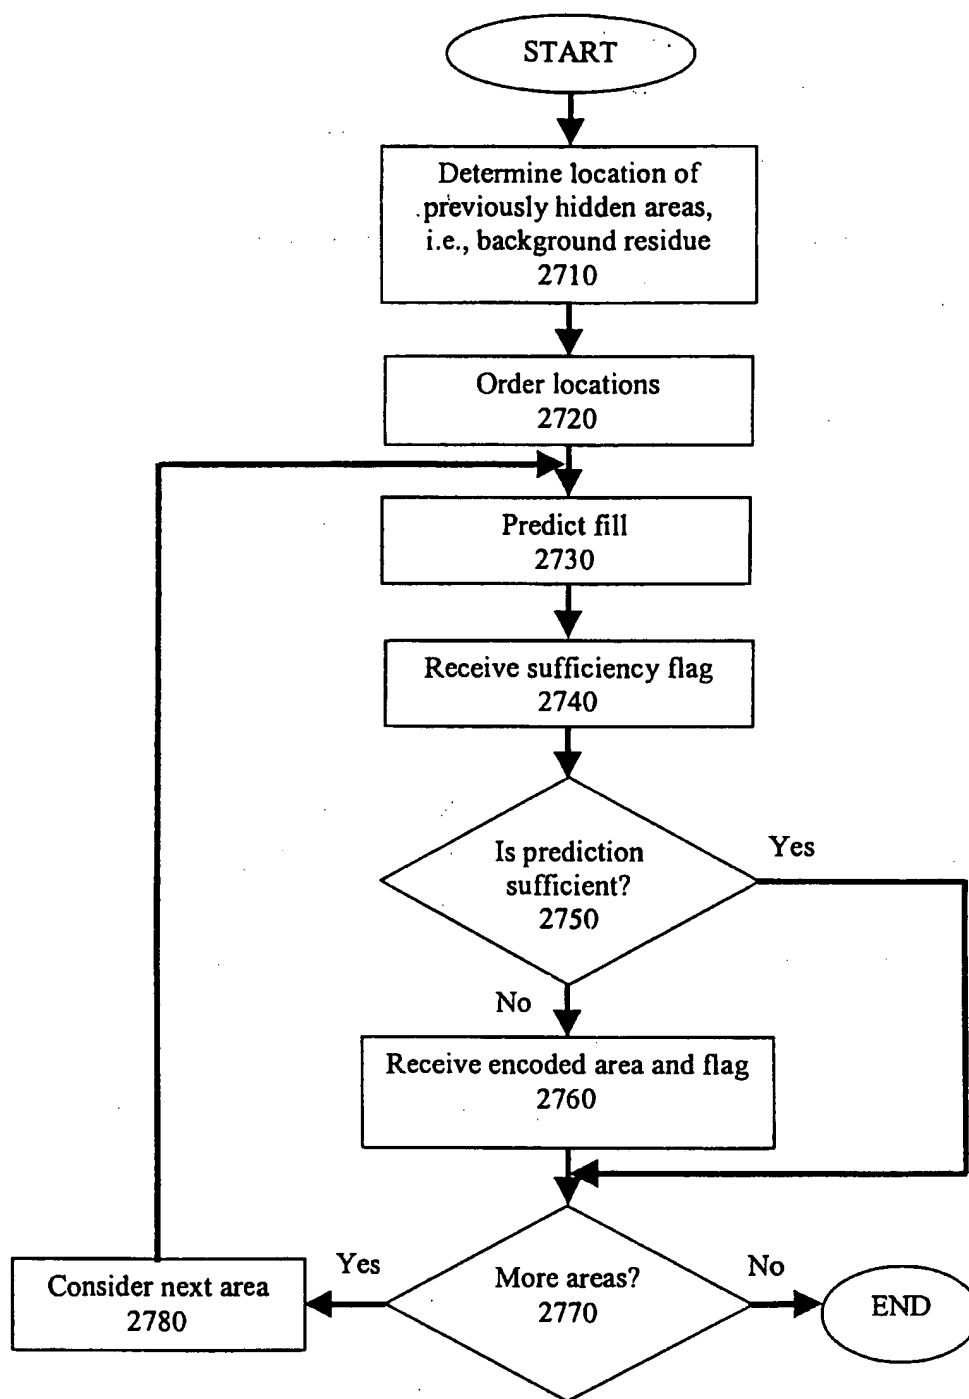 START
Determine location of
previously hidden areas,
i.e., background residue
2710
Order locations
2720
Predict fill
2730
Receive sufficiency flag
2740
Is prediction
sufficient?
2750
Yes
No
Receive encoded area and flag
2760
Consider next area
2780
Yes
More areas?
2770
No
END